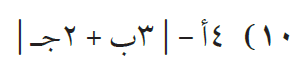 ١٠) ٤أ − | ٣ب + ٢جـ |